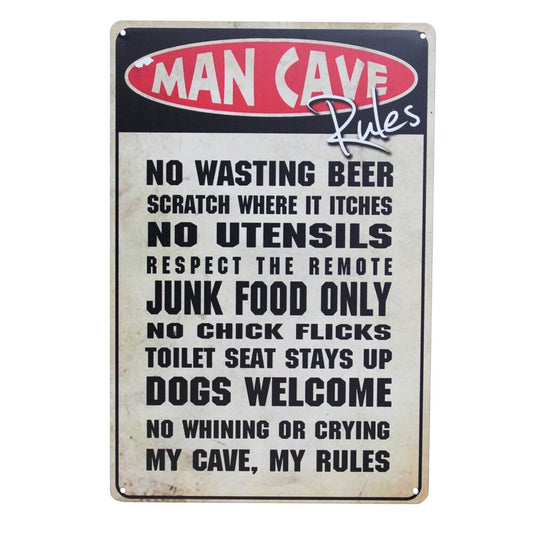 MAN CAVE
Rules
NO WASTING BEER
SCRATCH WHERE IT ITCHES
NO UTENSILS
RESPECT THE REMOTE
JUNK FOOD ONLY
NO CHICK FLICKS
TOILET SEAT STAYS UP
DOGS WELCOME
NO WHINING OR CRYING
MY CAVE, MY RULES